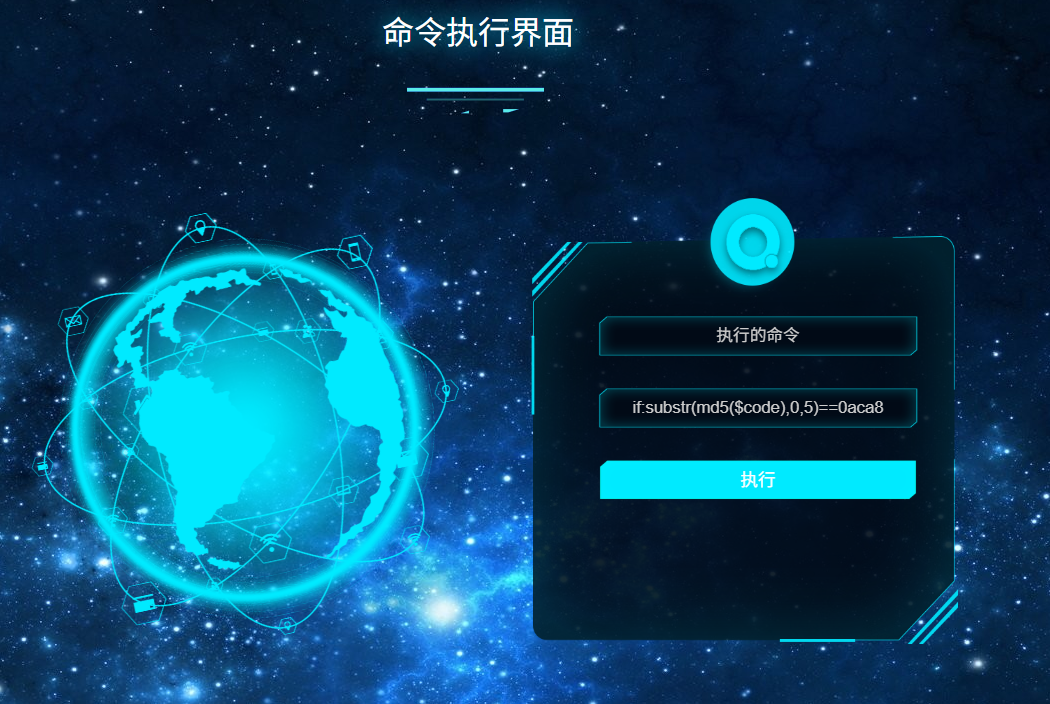 命令执行界面
执行的命令
if:substr(md5($code),0,5)==0aca8
执行